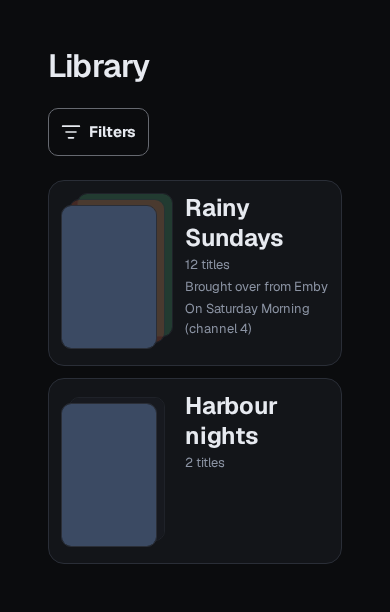 Library
Filters
Rainy
Sundays
12 titles
Brought over from Emby
On Saturday Morning
(channel 4)
Harbour
nights
2 titles